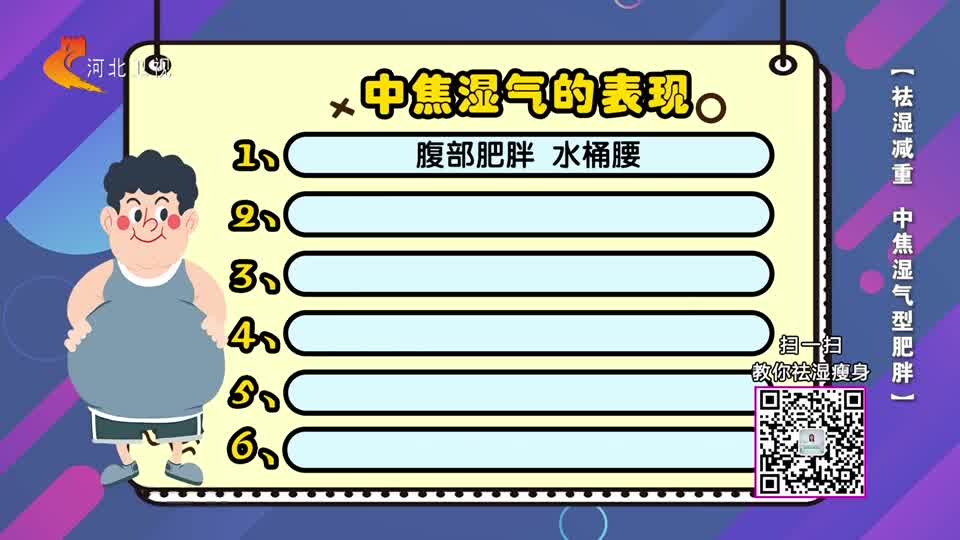 河北卫视
中焦湿气的表现
1、腹部肥胖 水桶腰
2、
3、
4、
5、
6、
【祛湿减重 中焦湿气型肥胖】
扫一扫
教你祛湿瘦身